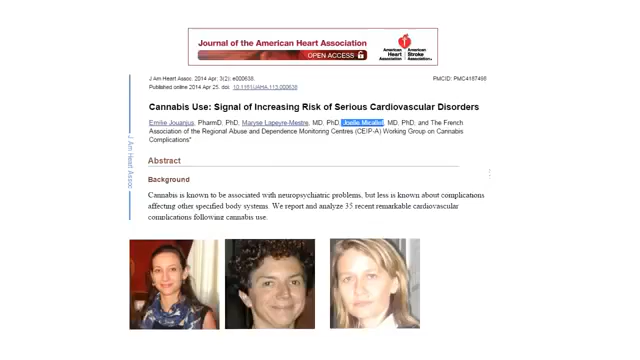 Journal of the American Heart Association
OPEN ACCESS
American Heart Association
American Stroke Association
J Am Heart Assoc. 2014 Apr; 3(2): e000638.
PMCID: PMC4187498
Published online 2014 Apr 25. doi: 10.1161/JAHA.113.000638
Cannabis Use: Signal of Increasing Risk of Serious Cardiovascular Disorders
Emilie Jouanjus, PharmD, PhD, Maryse Lapeyre-Mestre, MD, PhD, Joelle Micallef, MD, PhD, and The French
Association of the Regional Abuse and Dependence Monitoring Centres (CEIP-A) Working Group on Cannabis
Complications*
J Am Heart Assoc
Abstract
Background
Cannabis is known to be associated with neuropsychiatric problems, but less is known about complications
affecting other specified body systems. We report and analyze 35 recent remarkable cardiovascular
complications following cannabis use.